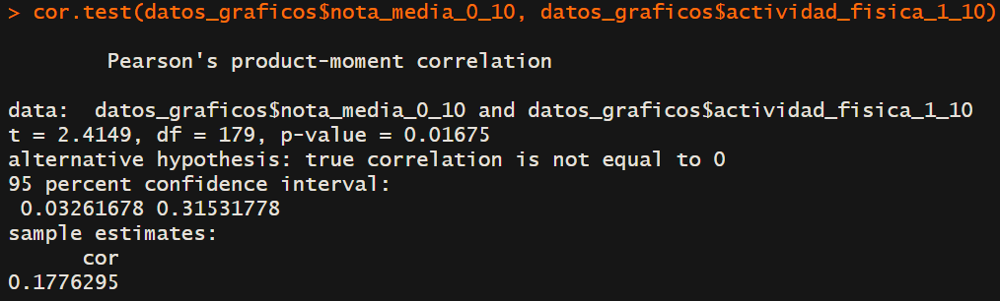 > cor.test(datos_graficos$nota_media_0_10, datos_graficos$actividad_fisica_1_10)
Pearson's product-moment correlation
data:  datos_graficos$nota_media_0_10 and datos_graficos$actividad_fisica_1_10
t = 2.4149, df = 179, p-value = 0.01675
alternative hypothesis: true correlation is not equal to 0
95 percent confidence interval:
0.03261678 0.31531778
sample estimates:
cor
0.1776295